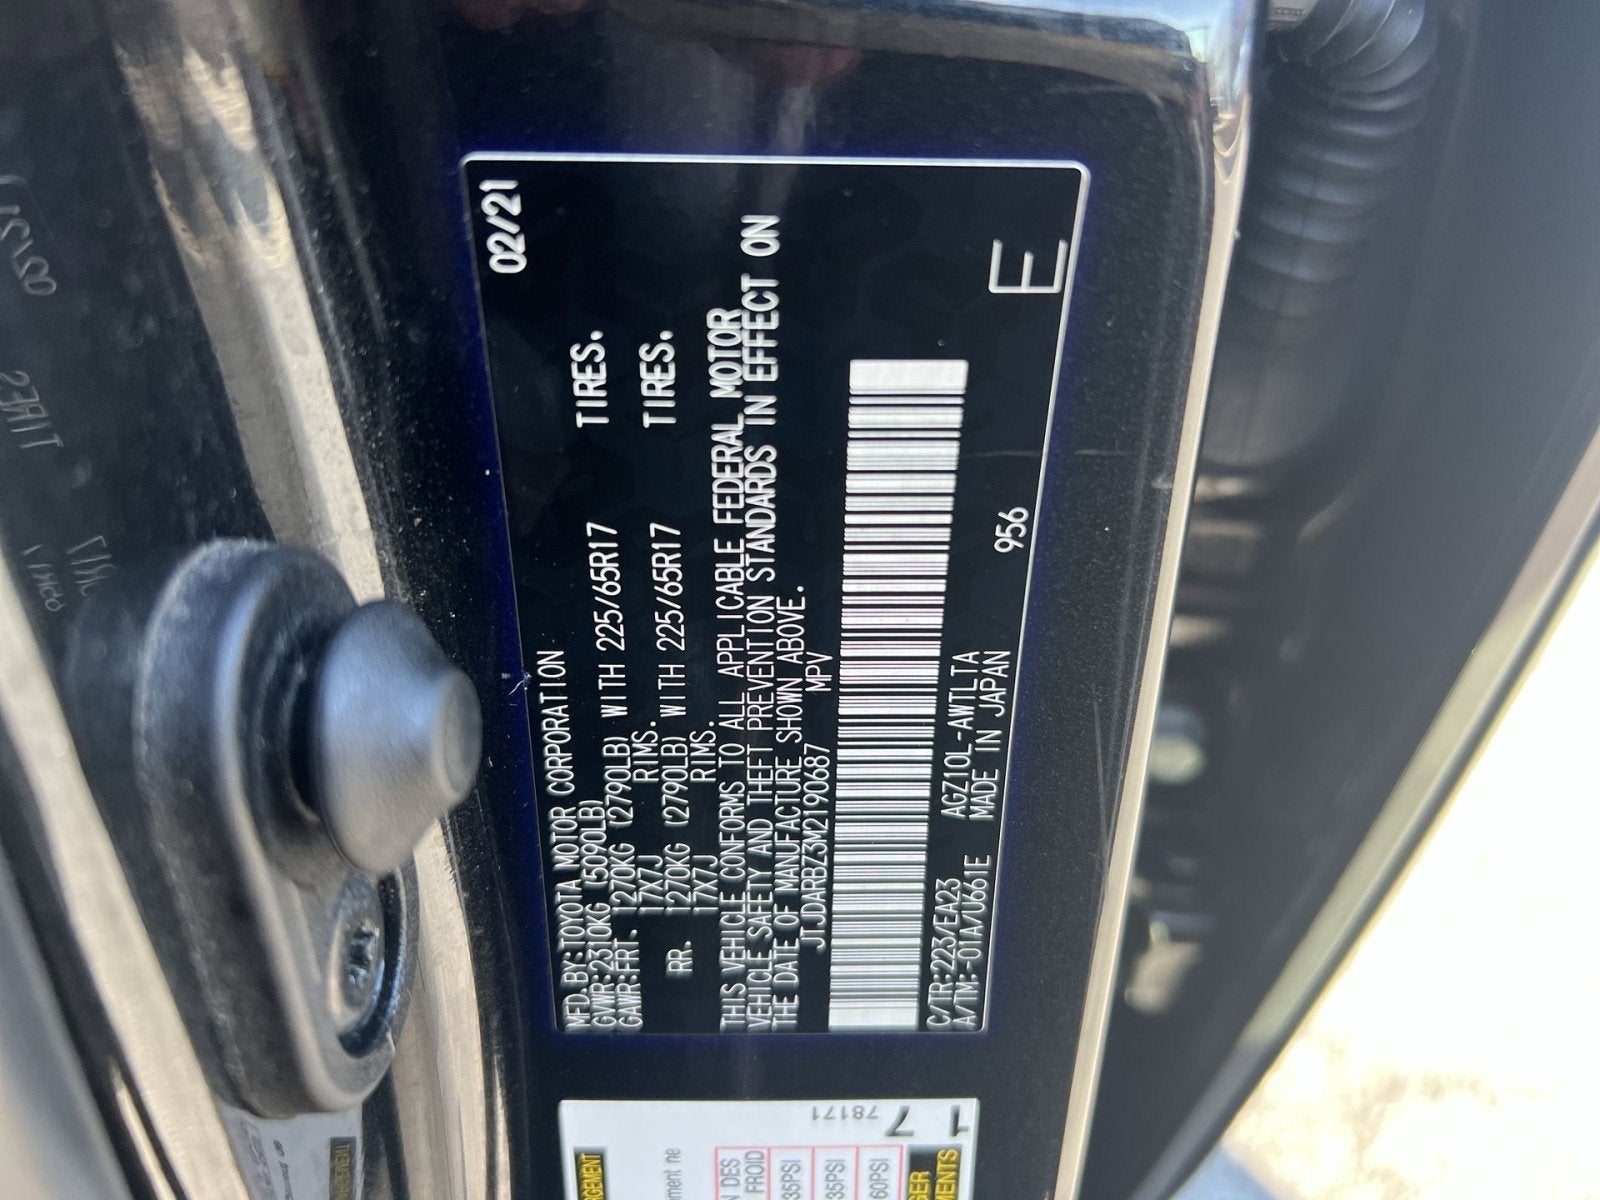 02/21
MFD.BY:TOYOTA MOTOR CORPORATION
GVWR:2310KG (5090LB)
GAWR:FRT. 1270KG (2790LB) WITH 225/65R17 TIRES.
17X7J RIMS.
RR. 1270KG (2790LB) WITH 225/65R17 TIRES.
17X7J RIMS.
THIS VEHICLE CONFORMS TO ALL APPLICABLE FEDERAL MOTOR
VEHICLE SAFETY AND THEFT PREVENTION STANDARDS IN EFFECT ON
THE DATE OF MANUFACTURE SHOWN ABOVE.
JTJDARBZ3M2190687 MPV
C/TR:223/EA23 AGZ10L-AWTLTA
A/TM:-01A/U661E MADE IN JAPAN 956
E
17
78171
DES
FROID
35PSI
35PSI
60PSI